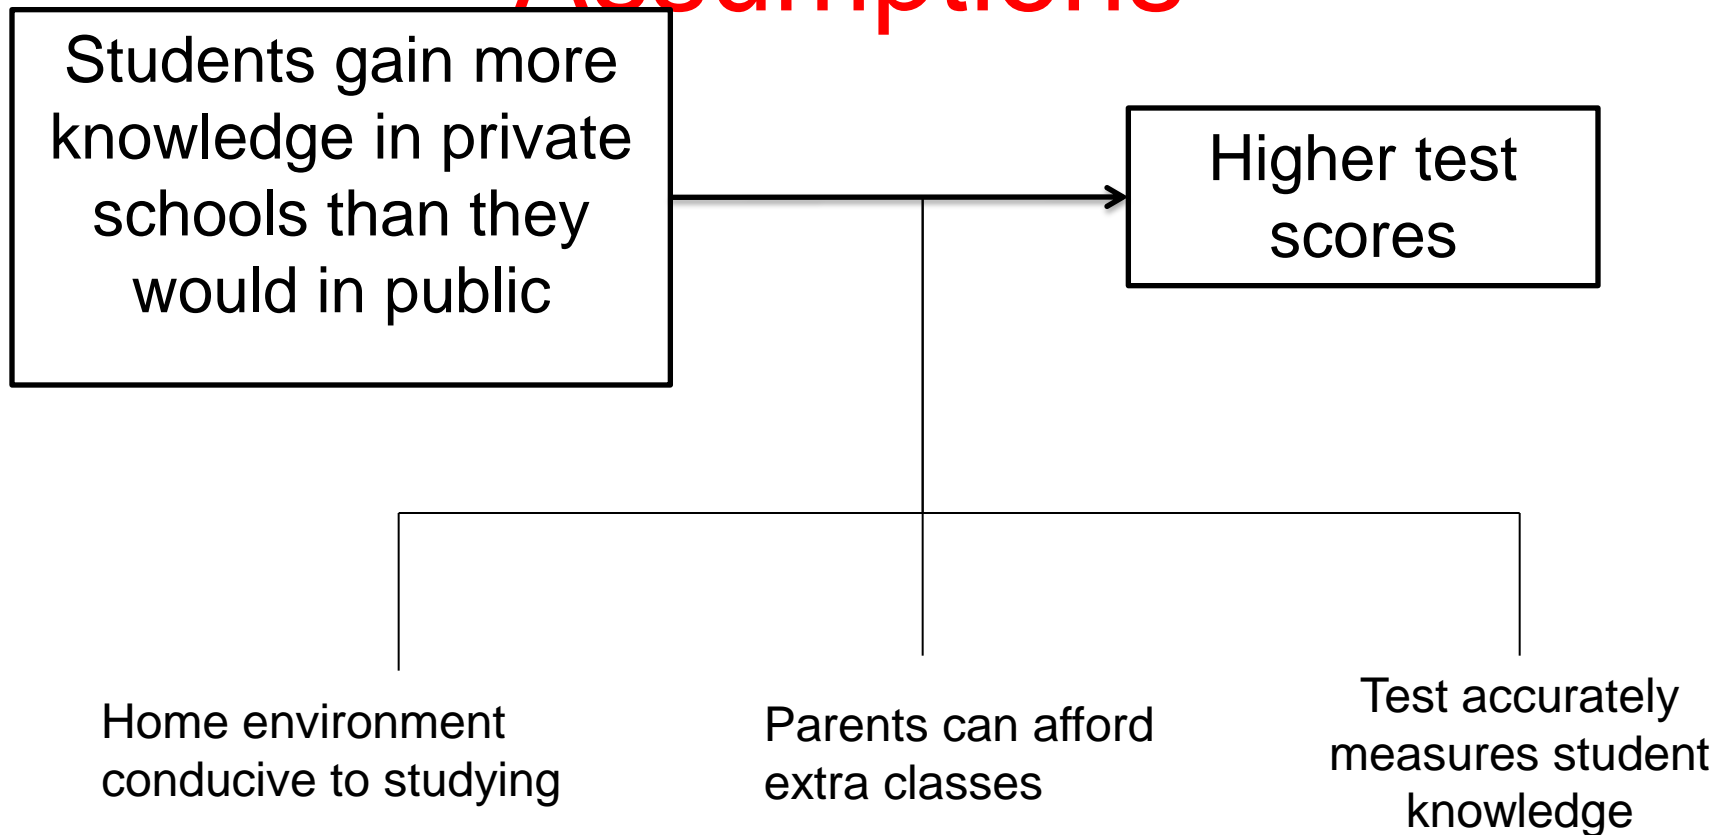 Assumptions
Students gain more
knowledge in private
schools than they
would in public
Higher test
scores
Home environment
conducive to studying
Parents can afford
extra classes
Test accurately
measures student
knowledge